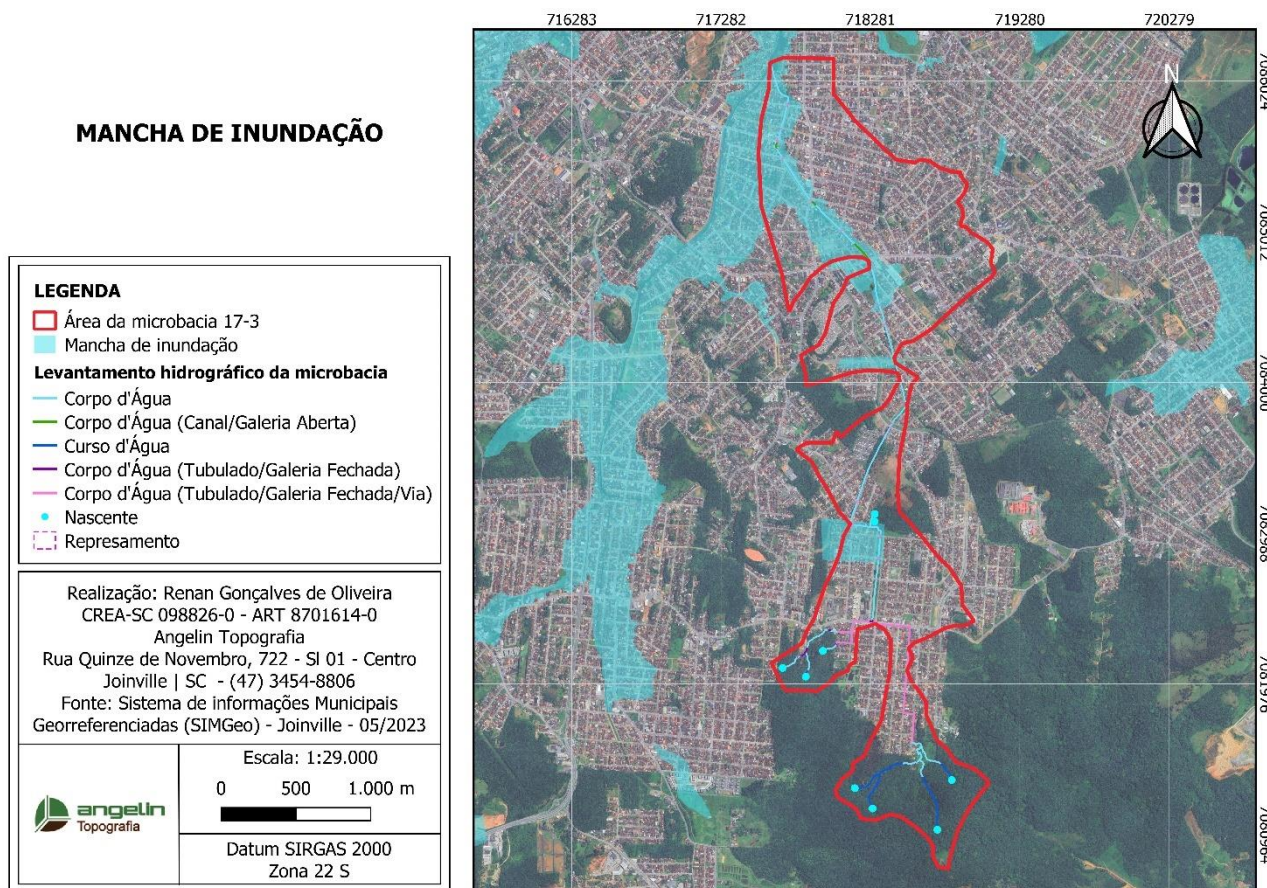 MANCHA DE INUNDAÇÃO
LEGENDA
Área da microbacia 17-3
Mancha de inundação
Levantamento hidrográfico da microbacia
Corpo d'Água
Corpo d'Água (Canal/Galeria Aberta)
Curso d'Água
Corpo d'Água (Tubulado/Galeria Fechada)
Corpo d'Água (Tubulado/Galeria Fechada/Via)
Nascente
Represamento
Realização: Renan Gonçalves de Oliveira
CREA-SC 098826-0 - ART 8701614-0
Angelin Topografia
Rua Quinze de Novembro, 722 - Sl 01 - Centro
Joinville | SC - (47) 3454-8806
Fonte: Sistema de informações Municipais
Georreferenciadas (SIMGeo) - Joinville - 05/2023
angelin
Topografia
Escala: 1:29.000
0 500 1.000 m
Datum SIRGAS 2000
Zona 22 S
716283 717282 718281 719280 720279
N
7086024
7085012
7084000
7082988
7081976
7080964